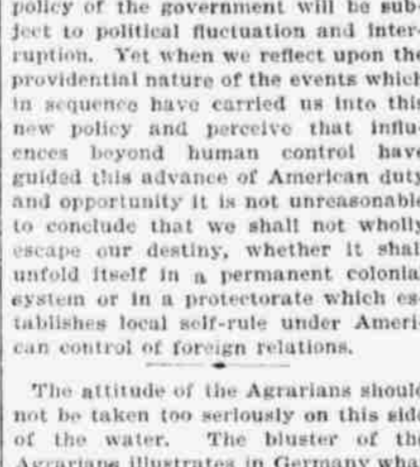 policy of the government will be sub-
ject to political fluctuation and inter-
ruption. Yet when we reflect upon the
providential nature of the events which
in sequence have carried us into this
new policy and perceive that influ-
ences beyond human control have
guided this advance of American duty
and opportunity it is not unreasonable
to conclude that we shall not wholly
escape our destiny, whether it shall
unfold itself in a permanent colonial
system or in a protectorate which es-
tablishes local self-rule under Ameri-
can control of foreign relations.
The attitude of the Agrarians should
not be taken too seriously on this side
of the water. The bluster of the
Agrarians illustrates in Germany what